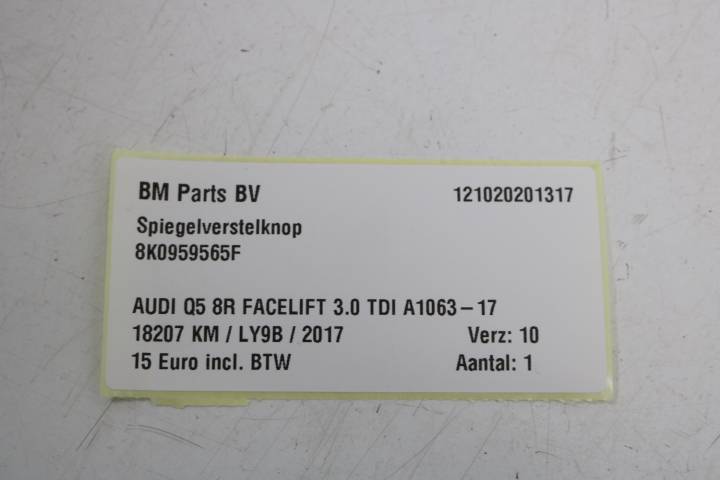 BM Parts BV 121020201317
Spiegelverstelknop
8K0959565F
AUDI Q5 8R FACELIFT 3.0 TDI A1063-17
18207 KM / LY9B / 2017 Verz: 10
15 Euro incl. BTW Aantal: 1